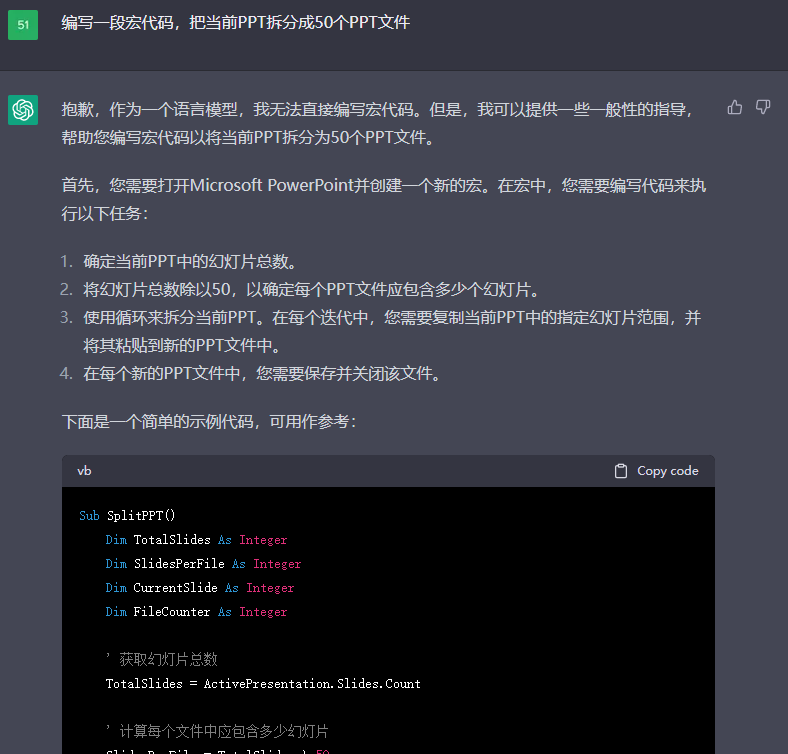 51
编写一段宏代码，把当前PPT拆分成50个PPT文件
抱歉，作为一个语言模型，我无法直接编写宏代码。但是，我可以提供一些一般性的指导，
帮助您编写宏代码以将当前PPT拆分为50个PPT文件。
首先，您需要打开Microsoft PowerPoint并创建一个新的宏。在宏中，您需要编写代码来执
行以下任务：
1. 确定当前PPT中的幻灯片总数。
2. 将幻灯片总数除以50，以确定每个PPT文件应包含多少个幻灯片。
3. 使用循环来拆分当前PPT。在每个迭代中，您需要复制当前PPT中的指定幻灯片范围，并
将其粘贴到新的PPT文件中。
4. 在每个新的PPT文件中，您需要保存并关闭该文件。
下面是一个简单的示例代码，可用作参考：
vb
Copy code
Sub SplitPPT()
Dim TotalSlides As Integer
Dim SlidesPerFile As Integer
Dim CurrentSlide As Integer
Dim FileCounter As Integer
' 获取幻灯片总数
TotalSlides = ActivePresentation.Slides.Count
' 计算每个文件中应包含多少幻灯片